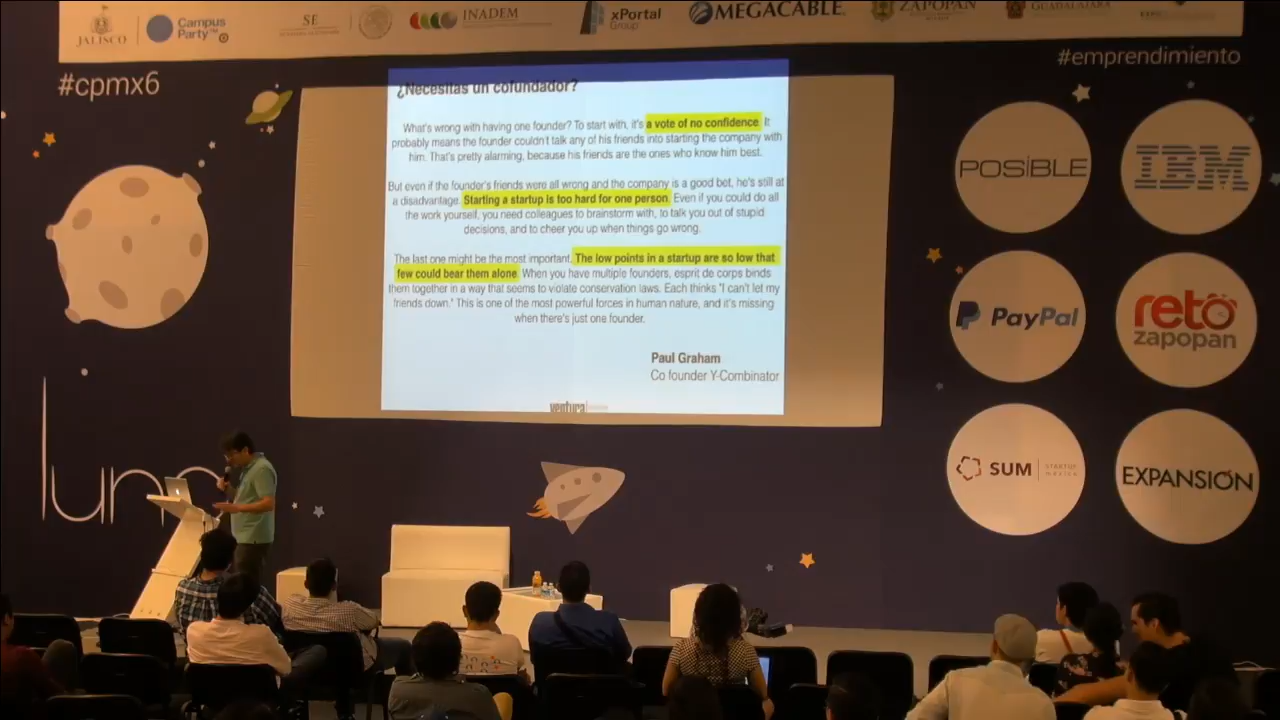 JALISCO
Campus Party
SE
INADEM
xPortal Group
MEGACABLE
ZAPOPAN
GUADALAJARA
#cpmx6
#emprendimiento
¿Necesitas un cofundador?
What's wrong with having one founder? To start with, it's a vote of no confidence. It
probably means the founder couldn't talk any of his friends into starting the company with
him. That's pretty alarming, because his friends are the ones who know him best.
But even if the founder's friends were all wrong and the company is a good bet, he's still at
a disadvantage. Starting a startup is too hard for one person. Even if you could do all
the work yourself, you need colleagues to brainstorm with, to talk you out of stupid
decisions, and to cheer you up when things go wrong.
The last one might be the most important. The low points in a startup are so low that
few could bear them alone. When you have multiple founders, esprit de corps binds
them together in a way that seems to violate conservation laws. Each thinks "I can't let my
friends down." This is one of the most powerful forces in human nature, and it's missing
when there's just one founder.
Paul Graham
Co founder Y-Combinator
ventura
POSiBLE
IBM
PayPal
reto
zapopan
SUM
STARTUP
MÉXICO
EXPANSIÓN